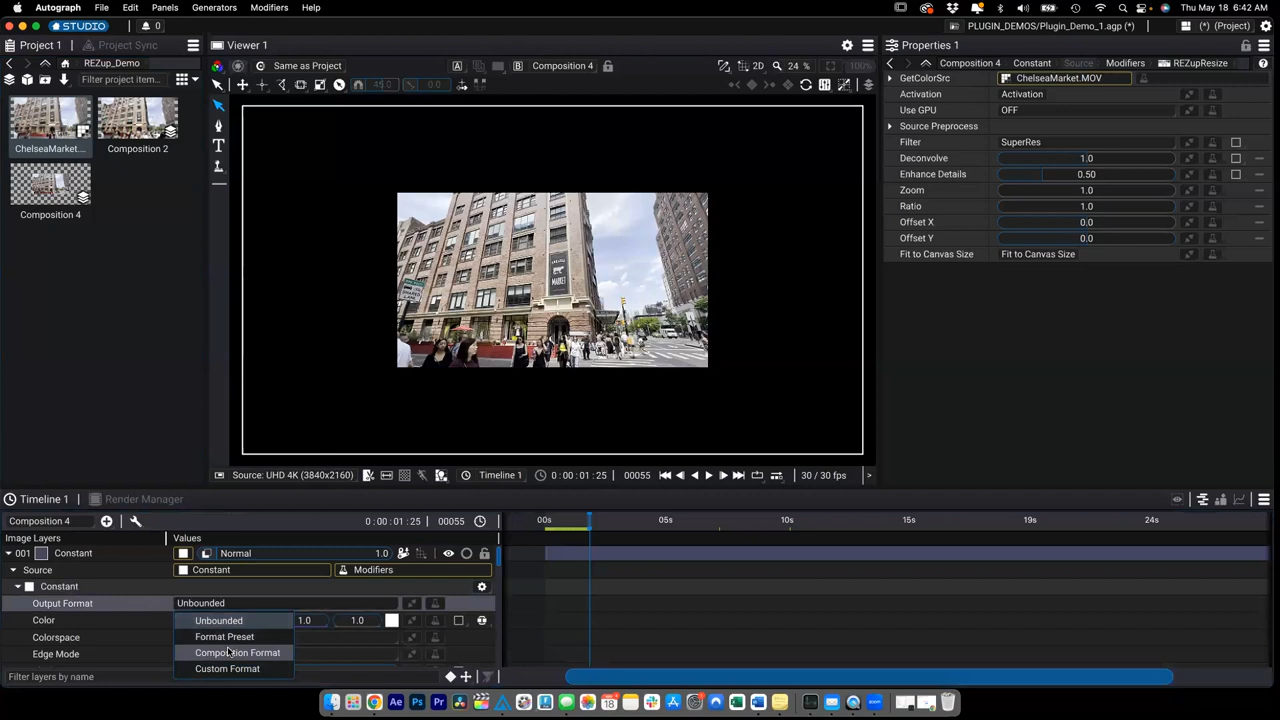 Autograph File Edit Panels Generators Modifiers Help
Thu May 18 6:42 AM
STUDIO 0
PLUGIN_DEMOS/Plugin_Demo_1.agp (*) (*) (Project)
Project 1 Project Sync
Viewer 1
Properties 1
REZup_Demo
Same as Project
A
B Composition 4
100%
Composition 4 Constant Source Modifiers REZupResize
Filter project item...
45.0
0.0
2D 24 %
GetColorSrc ChelseaMarket.MOV
Activation Activation
Use GPU OFF
Source Preprocess
Filter SuperRes
Deconvolve 1.0
Enhance Details 0.50
Zoom 1.0
Ratio 1.0
Offset X 0.0
Offset Y 0.0
Fit to Canvas Size Fit to Canvas Size
ChelseaMarket.... Composition 2
Composition 4
MARKET
Source: UHD 4K (3840x2160)
Timeline 1 0:00:01:25 00055 30 / 30 fps
Timeline 1 Render Manager
Composition 4 0:00:01:25 00055
00s 05s 10s 15s 19s 24s
Image Layers Values
001 Constant Normal 1.0
Source Constant Modifiers
Constant
Output Format Unbounded
Color 1.0 1.0
Colorspace
Edge Mode
Unbounded
Format Preset
Composition Format
Custom Format
Filter layers by name